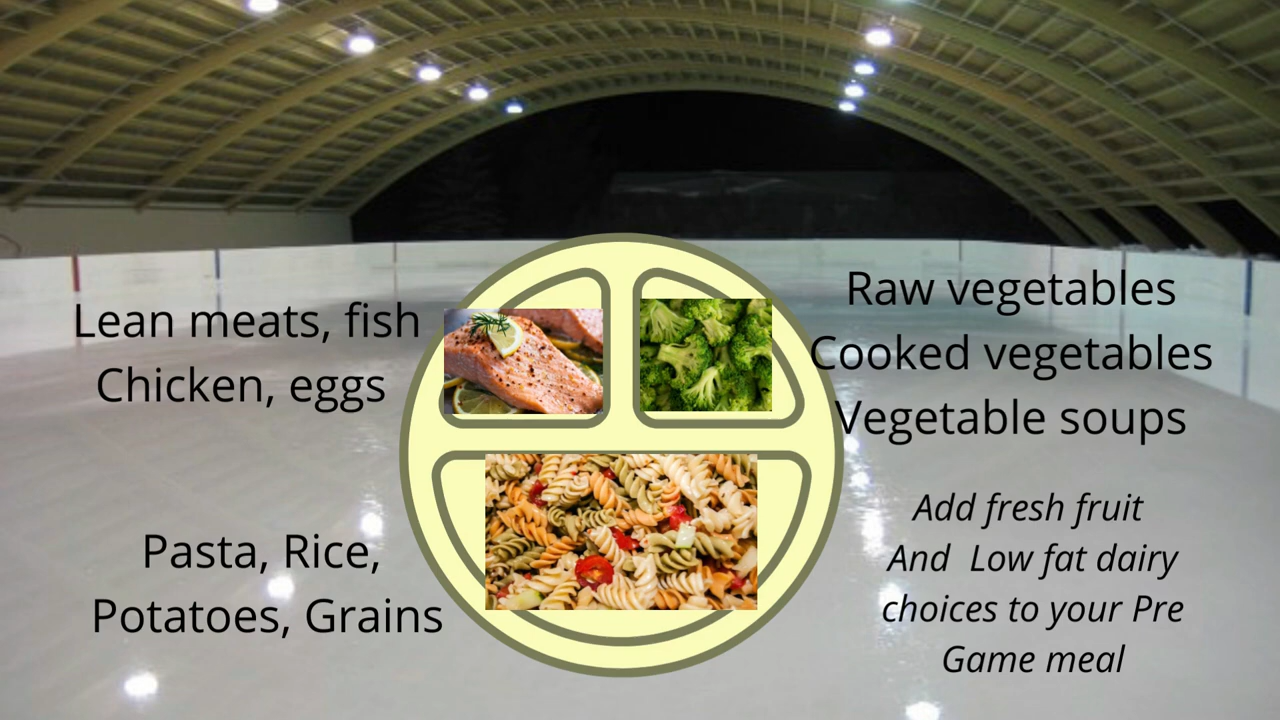 Lean meats, fish
Chicken, eggs
Raw vegetables
Cooked vegetables
Vegetable soups
Pasta, Rice,
Potatoes, Grains
Add fresh fruit
And  Low fat dairy
choices to your Pre
Game meal